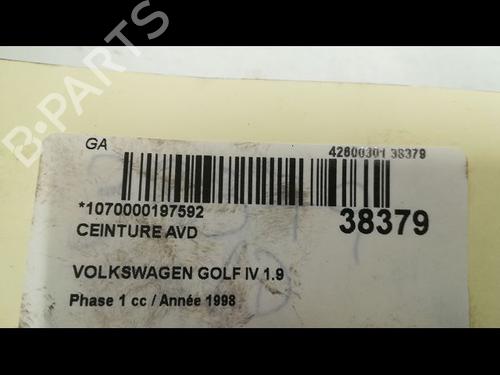 B-PARTS
GA
42600301 38379
*1070000197592
38379
CEINTURE AVD
VOLKSWAGEN GOLF IV 1.9
Phase 1 cc / Année 1998